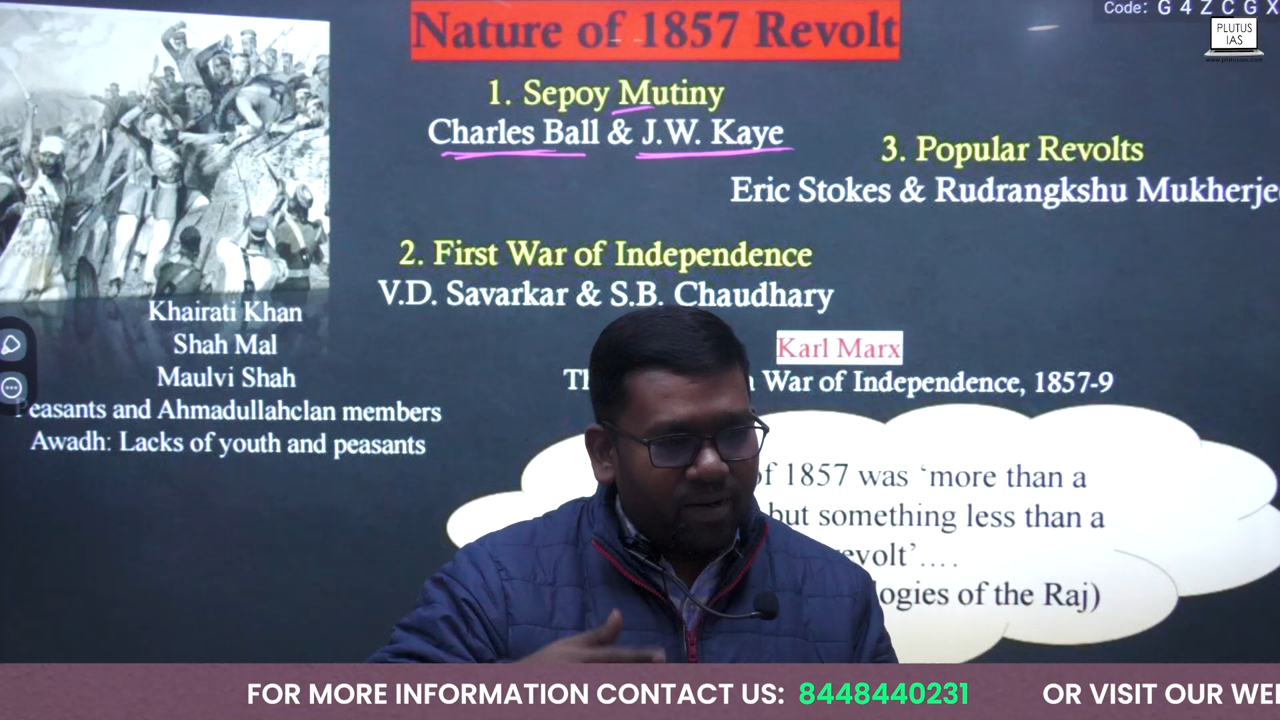 Code: G 4 Z C G X
PLUTUS
IAS
Nature of 1857 Revolt
1. Sepoy Mutiny
Charles Ball & J.W. Kaye
3. Popular Revolts
Eric Stokes & Rudrangkshu Mukherje
2. First War of Independence
V.D. Savarkar & S.B. Chaudhary
Khairati Khan
Shah Mal
Maulvi Shah
Peasants and Ahmadullahclan members
Awadh: Lacks of youth and peasants
Karl Marx
War of Independence, 1857-9
of 1857 was ‘more than a
but something less than a
evolt’....
logies of the Raj)
FOR MORE INFORMATION CONTACT US: 8448440231 OR VISIT OUR WE